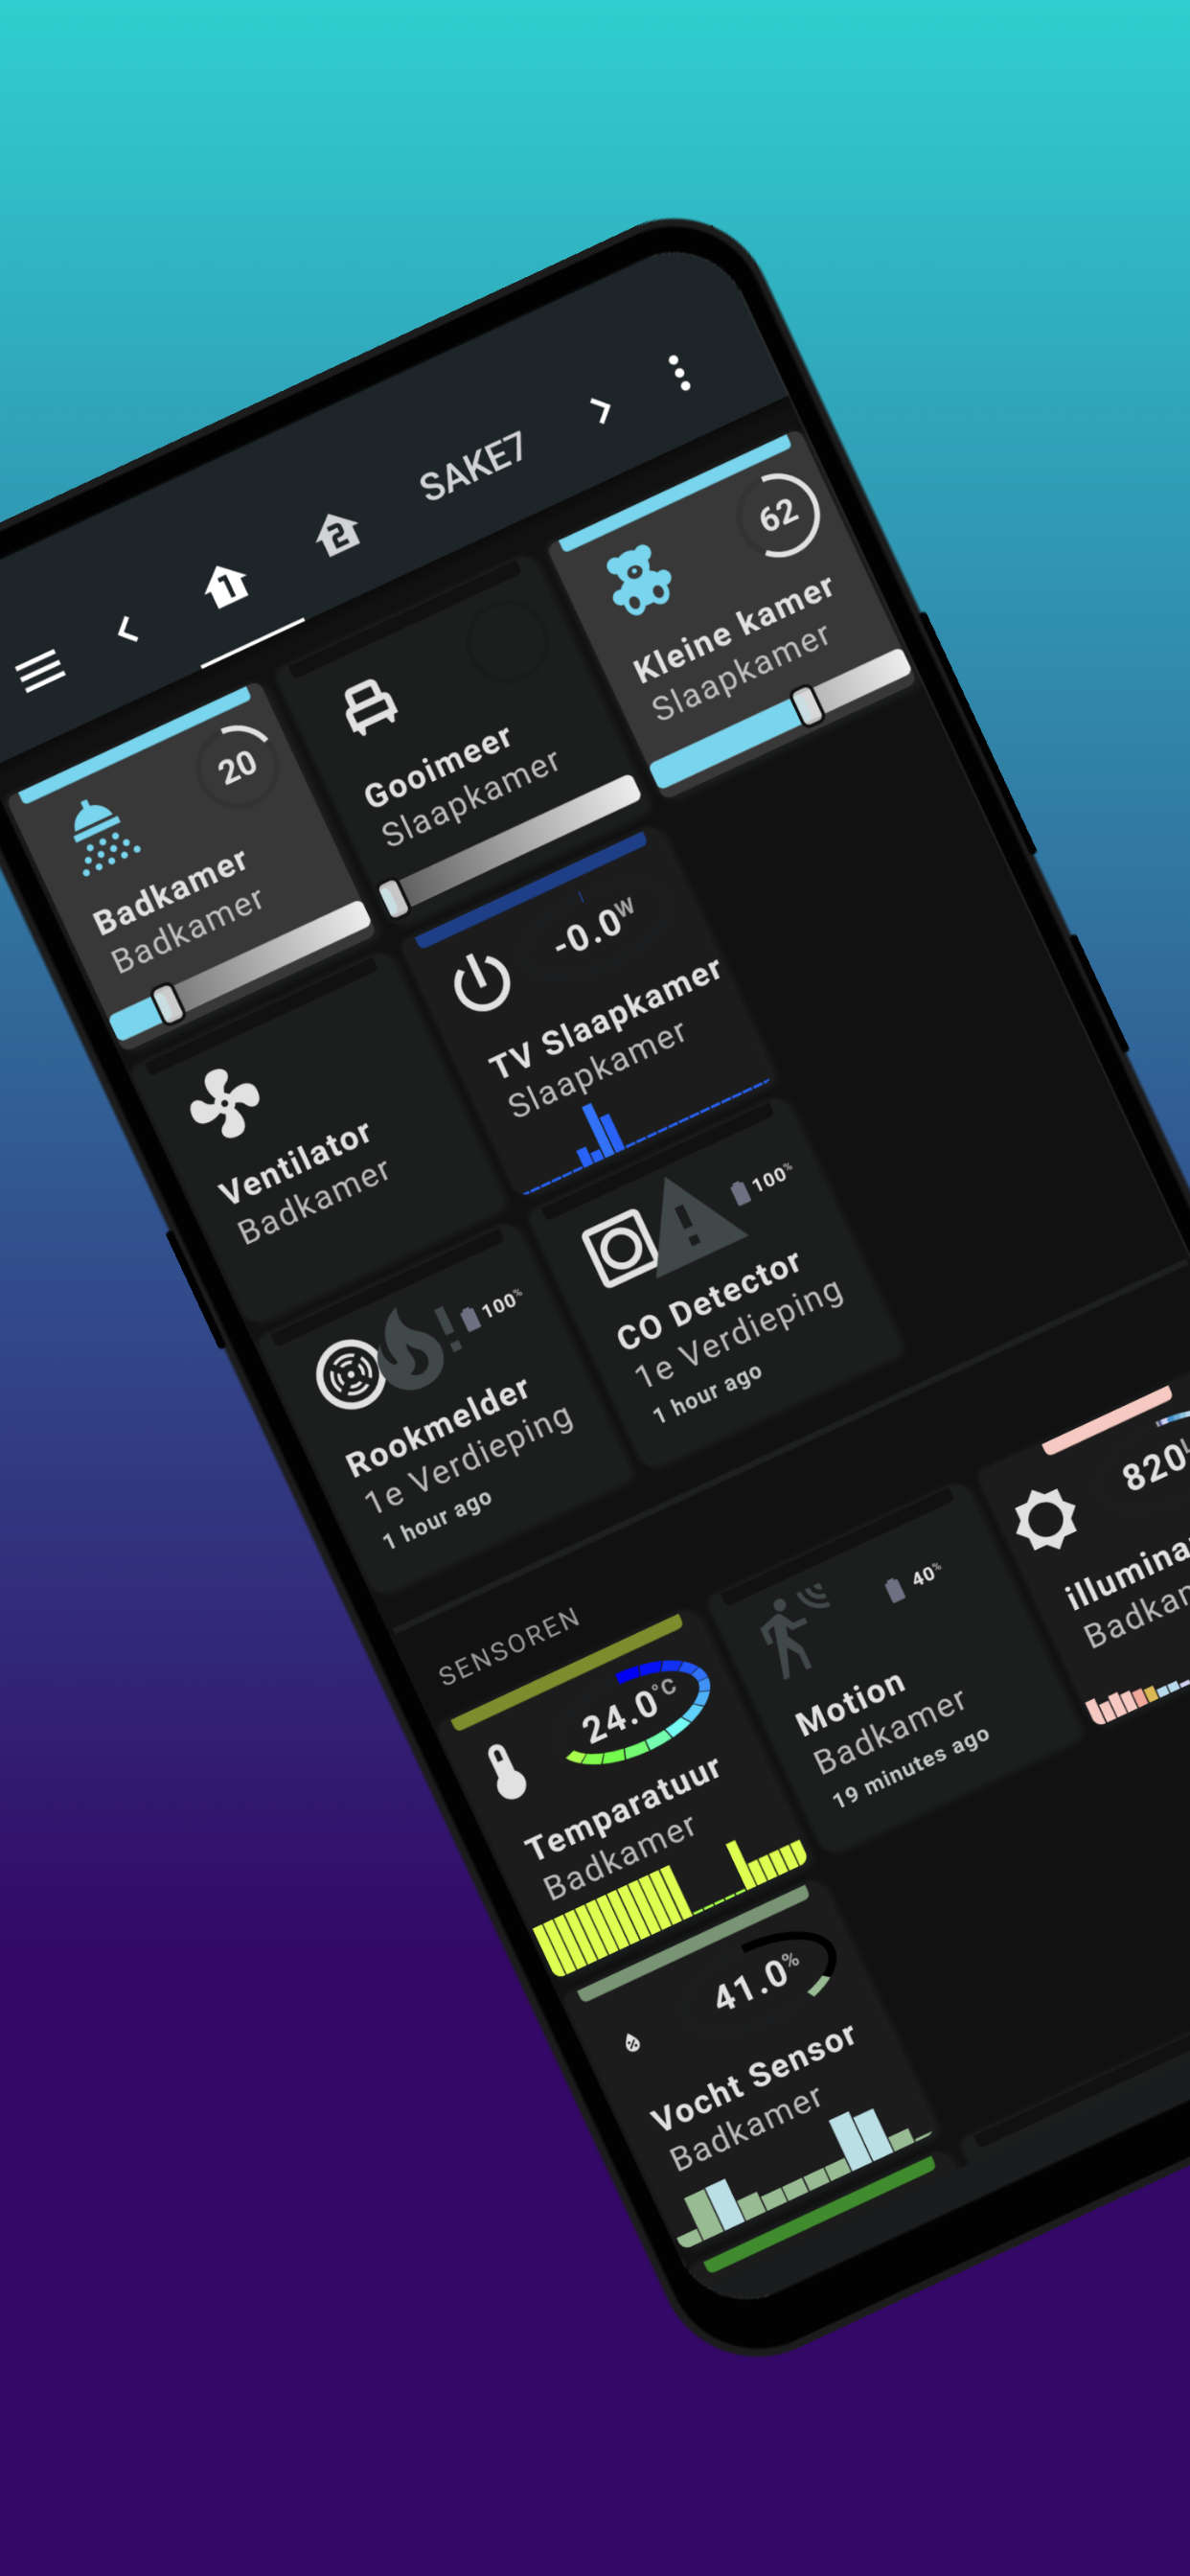 1
2
SAKE7
20
Badkamer
Badkamer
Gooimeer
Slaapkamer
62
Kleine kamer
Slaapkamer
Ventilator
Badkamer
-0.0W
TV Slaapkamer
Slaapkamer
100%
Rookmelder
1e Verdieping
1 hour ago
100%
CO Detector
1e Verdieping
1 hour ago
SENSOREN
24.0°C
Temparatuur
Badkamer
40%
Motion
Badkamer
19 minutes ago
820
41.0%
Vocht Sensor
Badkamer